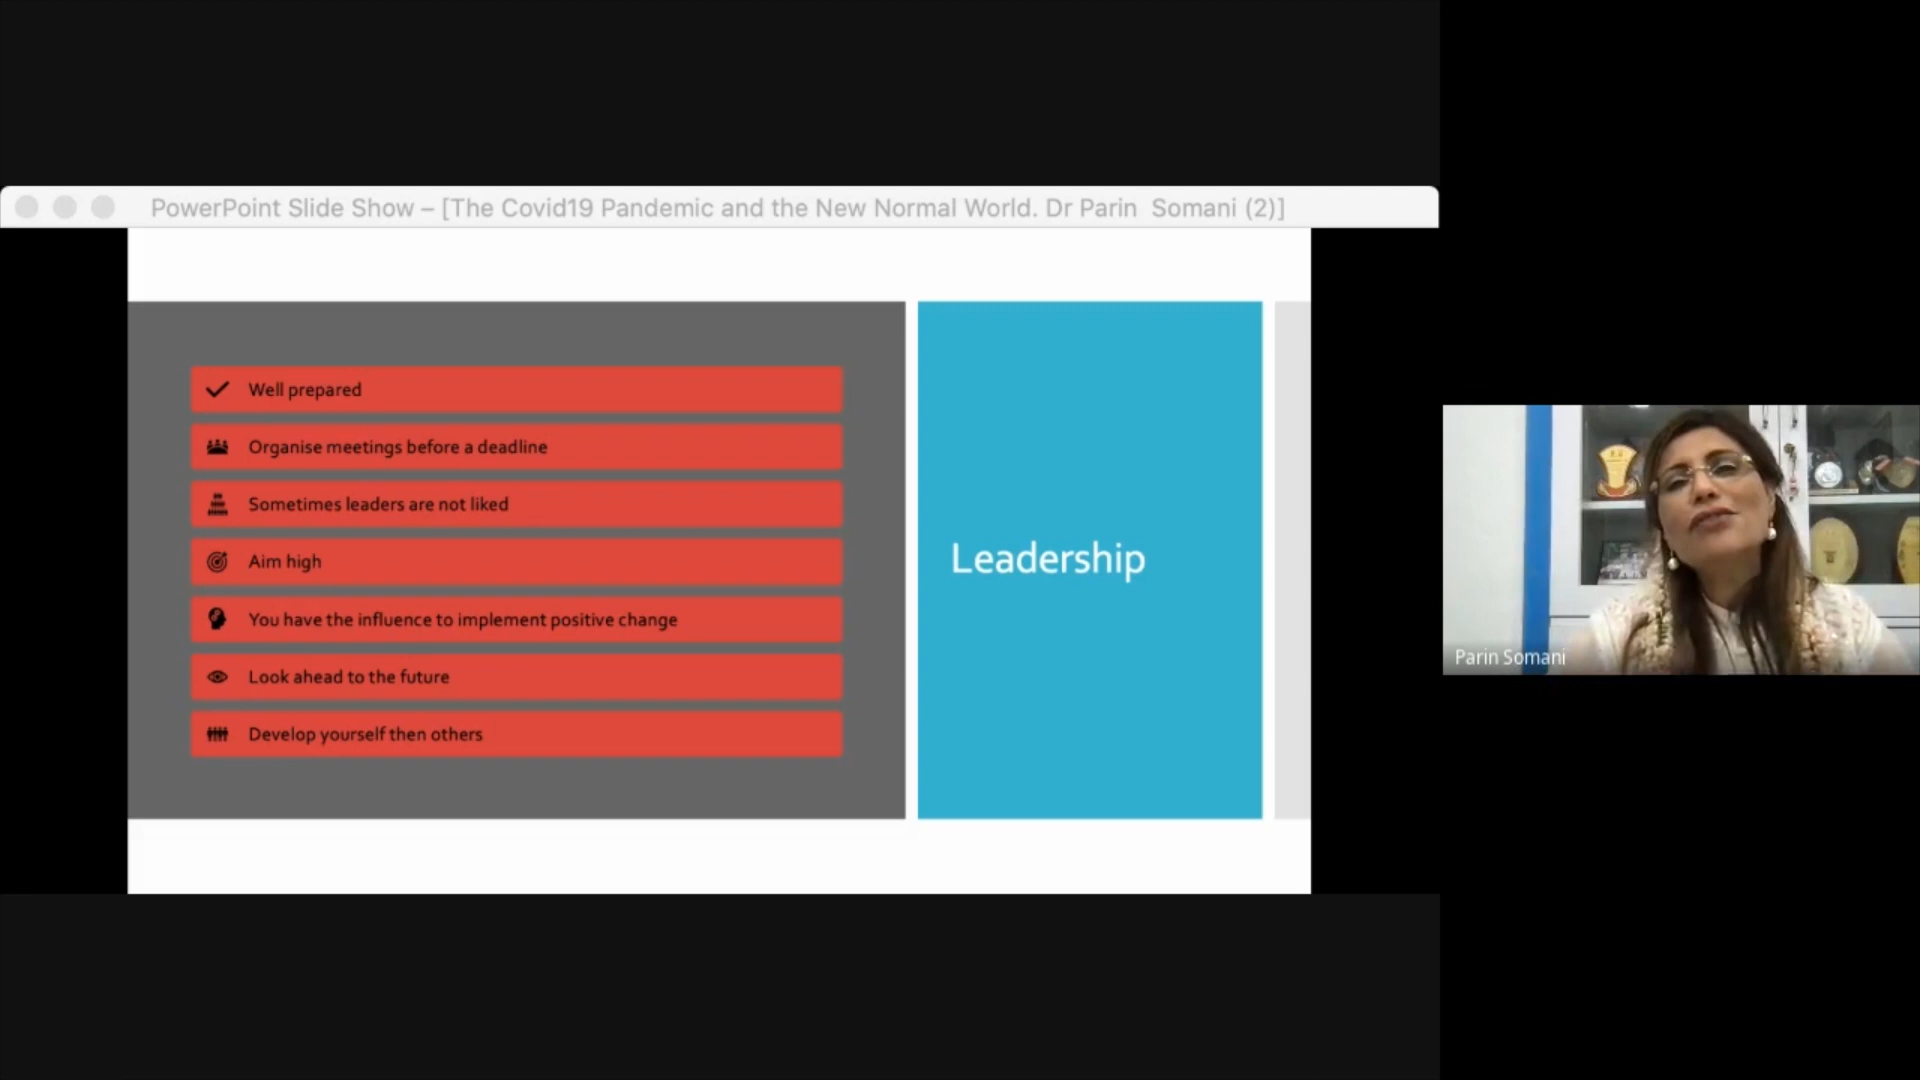 PowerPoint Slide Show – [The Covid19 Pandemic and the New Normal World. Dr Parin  Somani (2)]
Well prepared
Organise meetings before a deadline
Sometimes leaders are not liked
Aim high
You have the influence to implement positive change
Look ahead to the future
Develop yourself then others
Leadership
Parin Somani